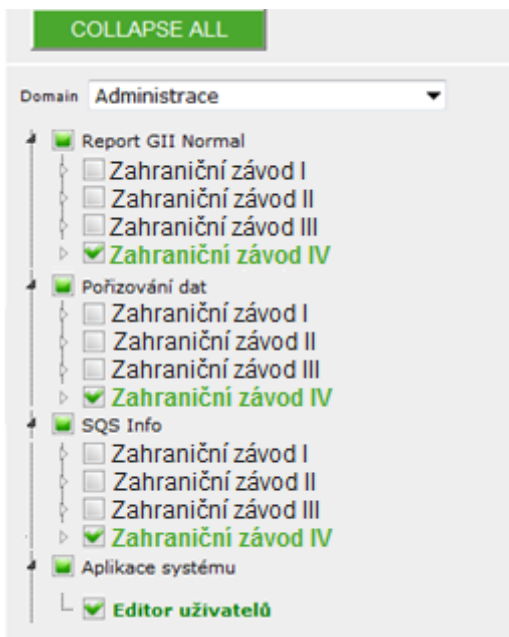 COLLAPSE ALL
Domain Administrace
Report GII Normal
Zahraniční závod I
Zahraniční závod II
Zahraniční závod III
Zahraniční závod IV
Pořizování dat
Zahraniční závod I
Zahraniční závod II
Zahraniční závod III
Zahraniční závod IV
SQS Info
Zahraniční závod I
Zahraniční závod II
Zahraniční závod III
Zahraniční závod IV
Aplikace systému
Editor uživatelů